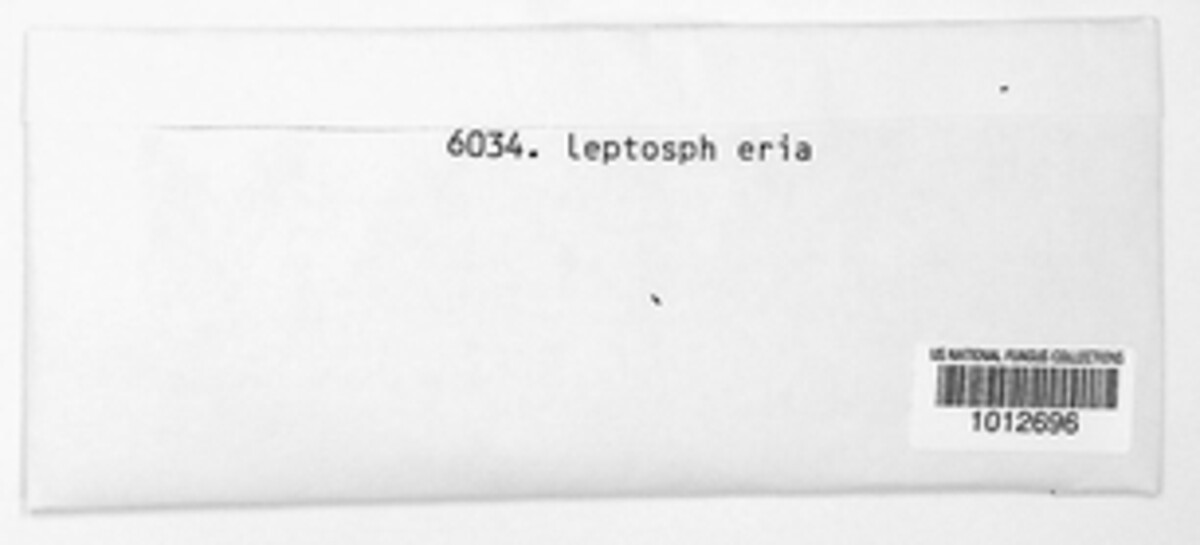 6034. leptosph eria
US NATIONAL FUNGUS COLLECTIONS
1012696